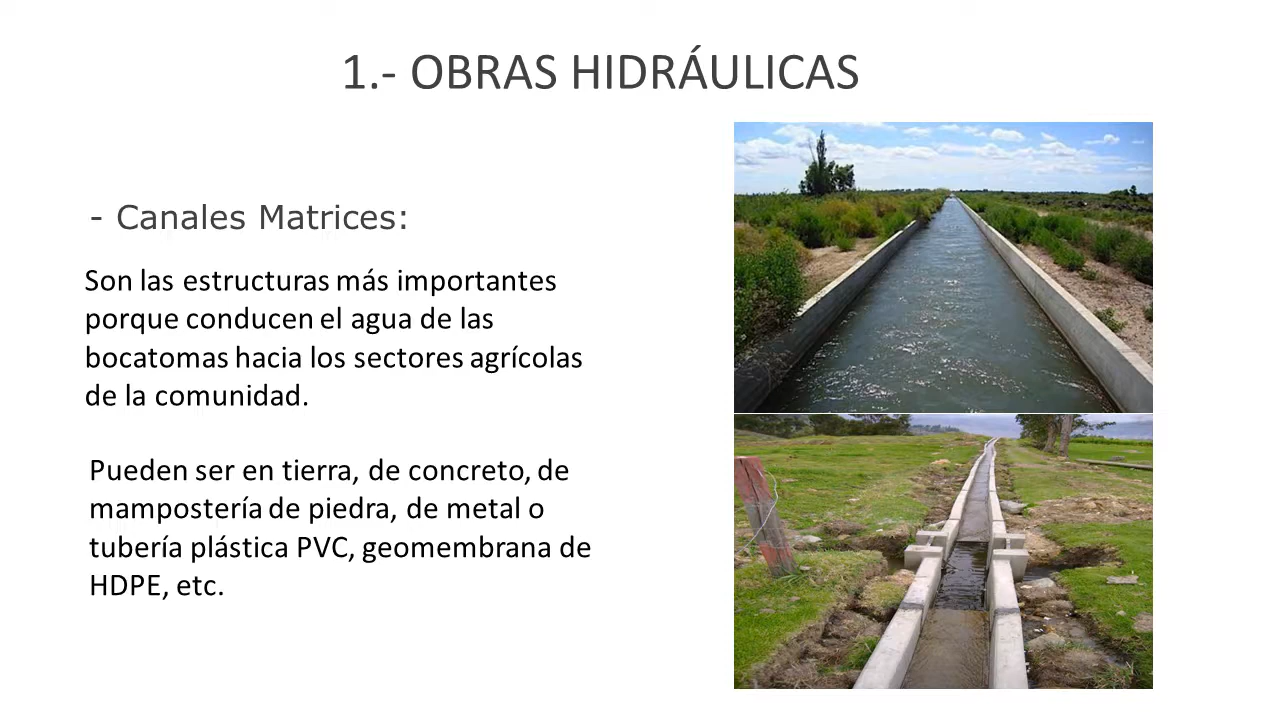 1.- OBRAS HIDRÁULICAS
- Canales Matrices:
Son las estructuras más importantes
porque conducen el agua de las
bocatomas hacia los sectores agrícolas
de la comunidad.
Pueden ser en tierra, de concreto, de
mampostería de piedra, de metal o
tubería plástica PVC, geomembrana de
HDPE, etc.